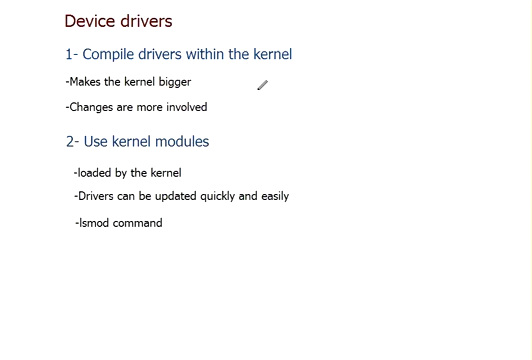 Device drivers
1- Compile drivers within the kernel
-Makes the kernel bigger
-Changes are more involved
2- Use kernel modules
-loaded by the kernel
-Drivers can be updated quickly and easily
-lsmod command